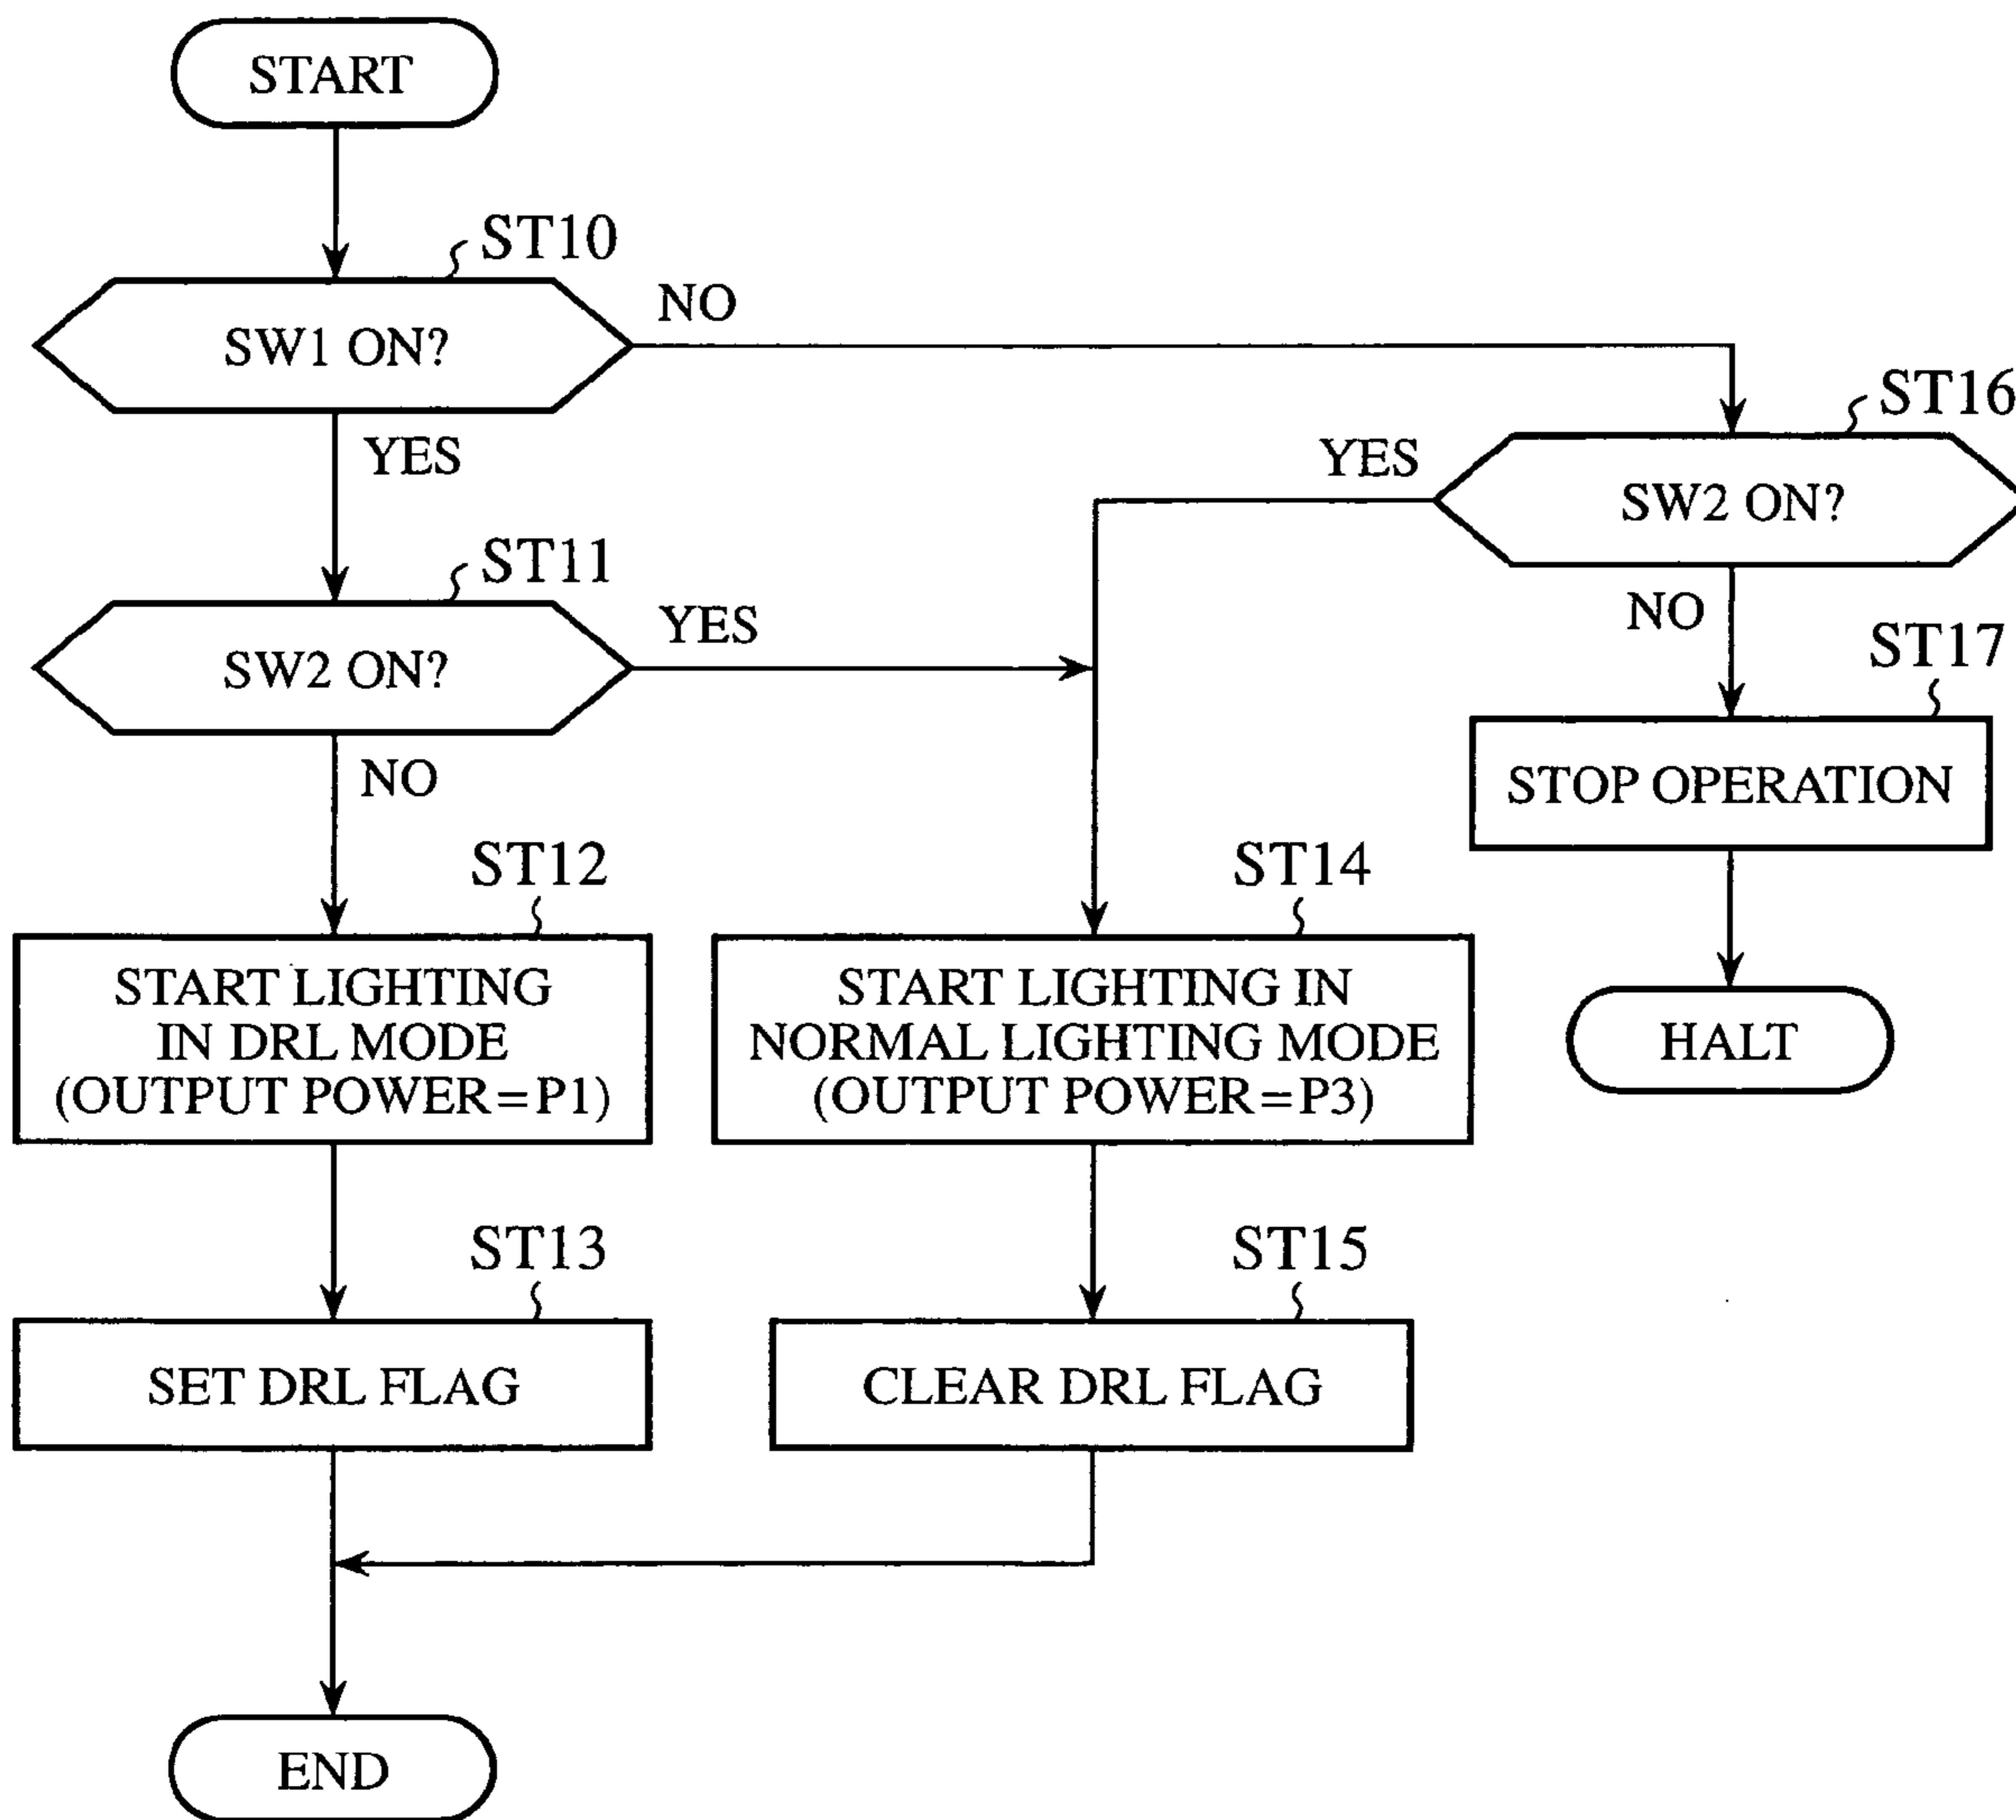 START
ST10
SW1 ON?
NO
YES
ST16
SW2 ON?
YES
NO
ST11
SW2 ON?
YES
NO
ST17
STOP OPERATION
HALT
ST12
START LIGHTING
IN DRL MODE
(OUTPUT POWER=P1)
ST14
START LIGHTING IN
NORMAL LIGHTING MODE
(OUTPUT POWER=P3)
ST13
SET DRL FLAG
ST15
CLEAR DRL FLAG
END